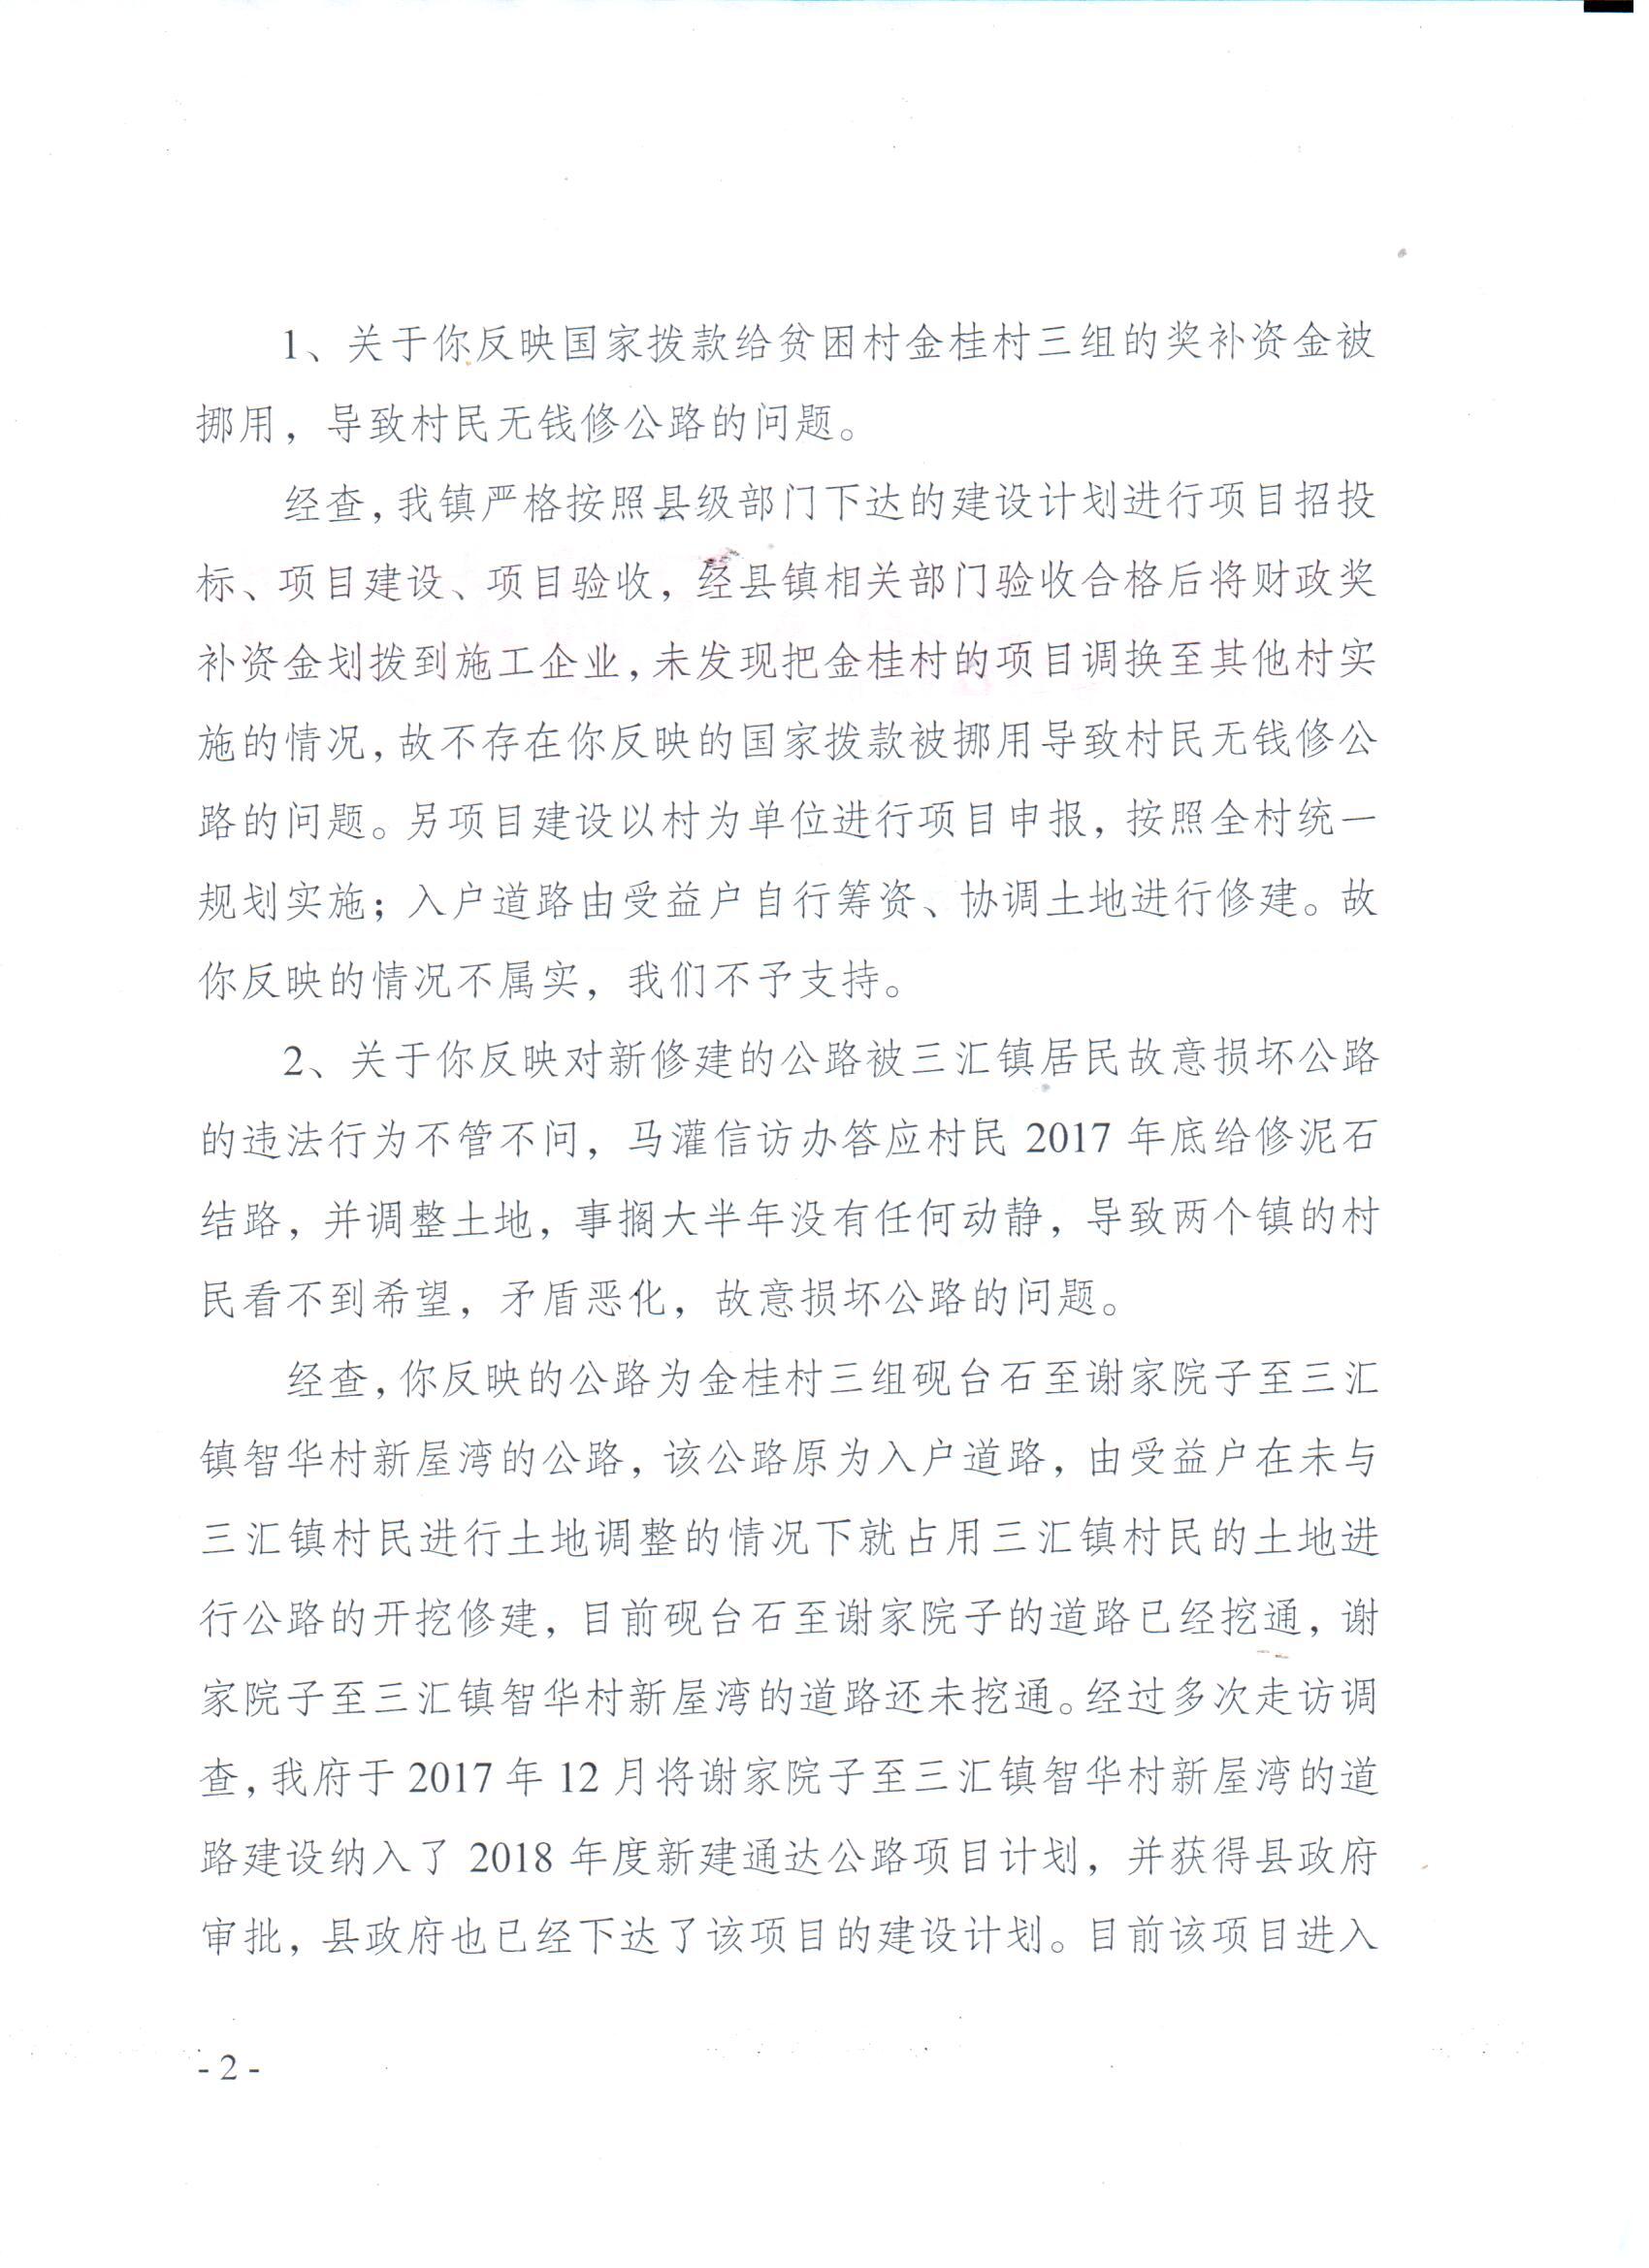 1、关于你反映国家拨款给贫困村金桂村三组的奖补资金被
挪用，导致村民无钱修公路的问题。
经查，我镇严格按照县级部门下达的建设计划进行项目招投
标、项目建设、项目验收，经县镇相关部门验收合格后将财政奖
补资金划拨到施工企业，未发现把金桂村的项目调换至其他村实
施的情况，故不存在你反映的国家拨款被挪用导致村民无钱修公
路的问题。另项目建设以村为单位进行项目申报，按照全村统一
规划实施；入户道路由受益户自行筹资、协调土地进行修建。故
你反映的情况不属实，我们不予支持。
2、关于你反映对新修建的公路被三汇镇居民故意损坏公路
的违法行为不管不问，马灌信访办答应村民 2017 年底给修泥石
结路，并调整土地，事搁大半年没有任何动静，导致两个镇的村
民看不到希望，矛盾恶化，故意损坏公路的问题。
经查，你反映的公路为金桂村三组砚台石至谢家院子至三汇
镇智华村新屋湾的公路，该公路原为入户道路，由受益户在未与
三汇镇村民进行土地调整的情况下就占用三汇镇村民的土地进
行公路的开挖修建，目前砚台石至谢家院子的道路已经挖通，谢
家院子至三汇镇智华村新屋湾的道路还未挖通。经过多次走访调
查，我府于 2017 年 12 月将谢家院子至三汇镇智华村新屋湾的道
路建设纳入了 2018 年度新建通达公路项目计划，并获得县政府
审批，县政府也已经下达了该项目的建设计划。目前该项目进入
- 2 -